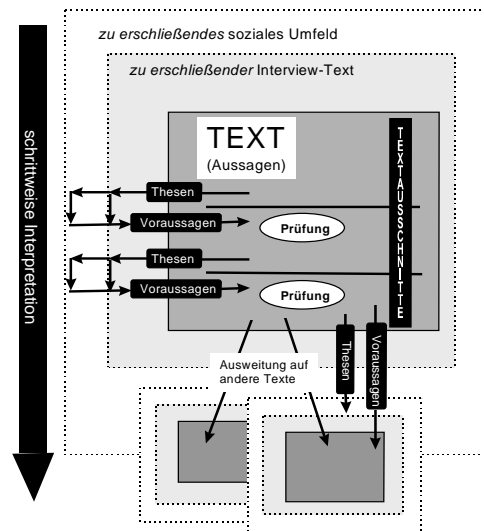 zu erschließendes soziales Umfeld
zu erschließender Interview-Text
schrittweise Interpretation
TEXT
(Aussagen)
TEXTAUSSCHNITTE
Thesen
Voraussagen
Prüfung
Thesen
Voraussagen
Prüfung
Ausweitung auf
andere Texte
Thesen
Voraussagen